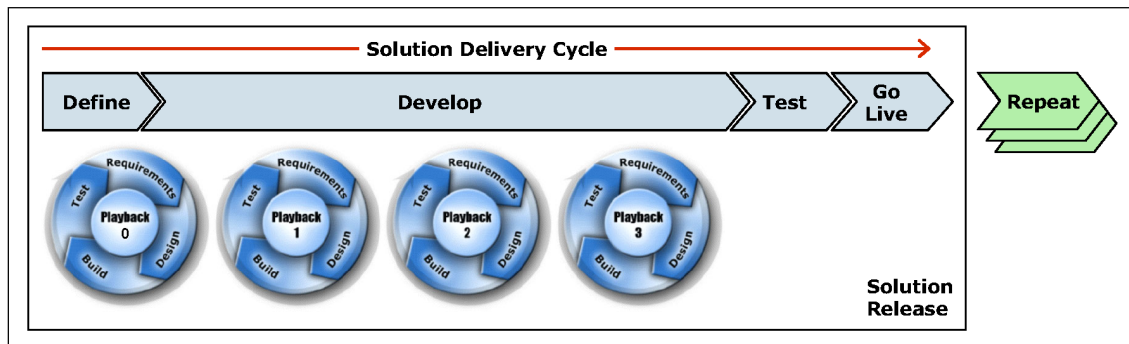 Solution Delivery Cycle
Define
Develop
Test
Go
Live
Repeat
Requirements
Design
Build
Test
Playback
0
Requirements
Design
Build
Test
Playback
1
Requirements
Design
Build
Test
Playback
2
Requirements
Design
Build
Test
Playback
3
Solution
Release